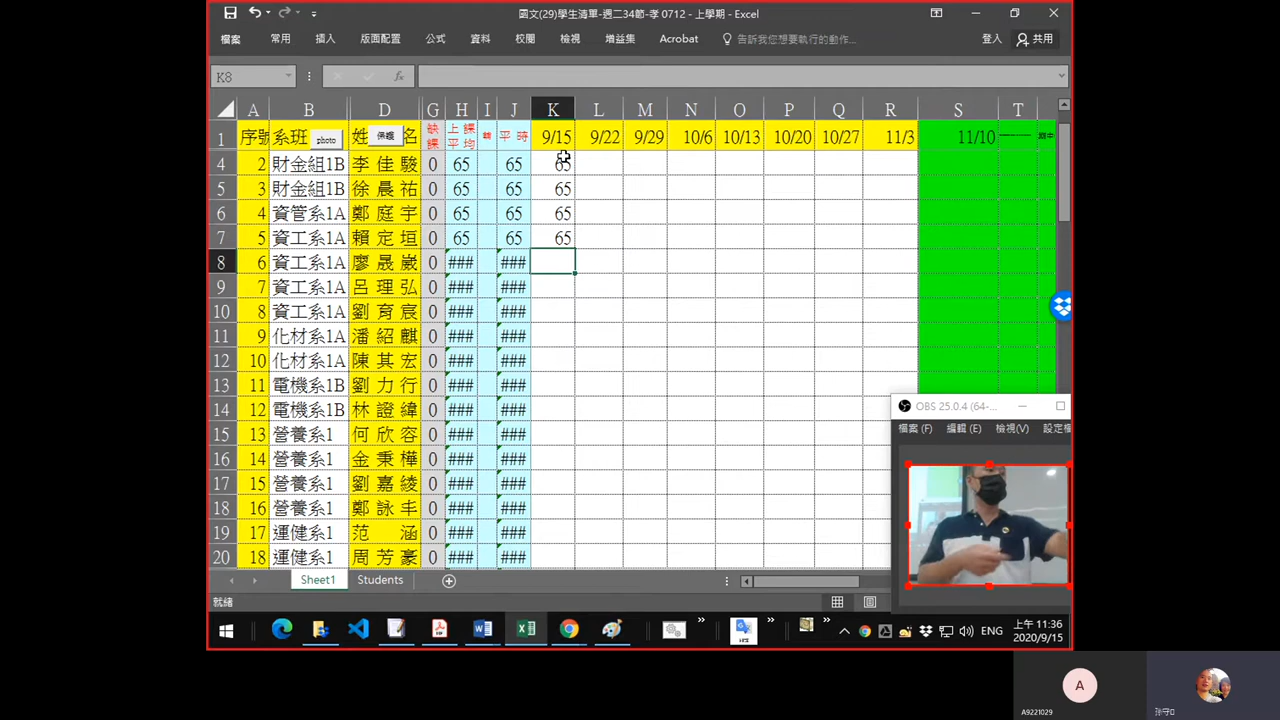 國文(29)學生清單-週二34節-孝 0712 - 上學期 - Excel
檔案 常用 插入 版面配置 公式 資料 校閱 檢視 增益集 Acrobat 告訴我您想要執行的動作... 登入 共用
K8
A B D G H I J K L M N O P Q R S T
1 序號 系班 photo 姓 保護 名 缺課 上課平均 平時 9/15 9/22 9/29 10/6 10/13 10/20 10/27 11/3 11/10
4 2 財金組1B 李佳駿 0 65 65 65
5 3 財金組1B 徐晨祐 0 65 65 65
6 4 資管系1A 鄭庭宇 0 65 65 65
7 5 資工系1A 賴定垣 0 65 65 65
8 6 資工系1A 廖晟崴 0 ### ###
9 7 資工系1A 呂理弘 0 ### ###
10 8 資工系1A 劉育宸 0 ### ###
11 9 化材系1A 潘紹麒 0 ### ###
12 10 化材系1A 陳其宏 0 ### ###
13 11 電機系1B 劉力行 0 ### ###
14 12 電機系1B 林證緯 0 ### ###
15 13 營養系1 何欣容 0 ### ###
16 14 營養系1 金秉樺 0 ### ###
17 15 營養系1 劉嘉綾 0 ### ###
18 16 營養系1 鄭詠丰 0 ### ###
19 17 運健系1 范涵 0 ### ###
20 18 運健系1 周芳豪 0 ### ###
OBS 25.0.4 (64-...
檔案(F) 編輯(E) 檢視(V) 設定檔
Sheet1 Students
就緒
ENG 上午 11:36
2020/9/15
A
A9221029